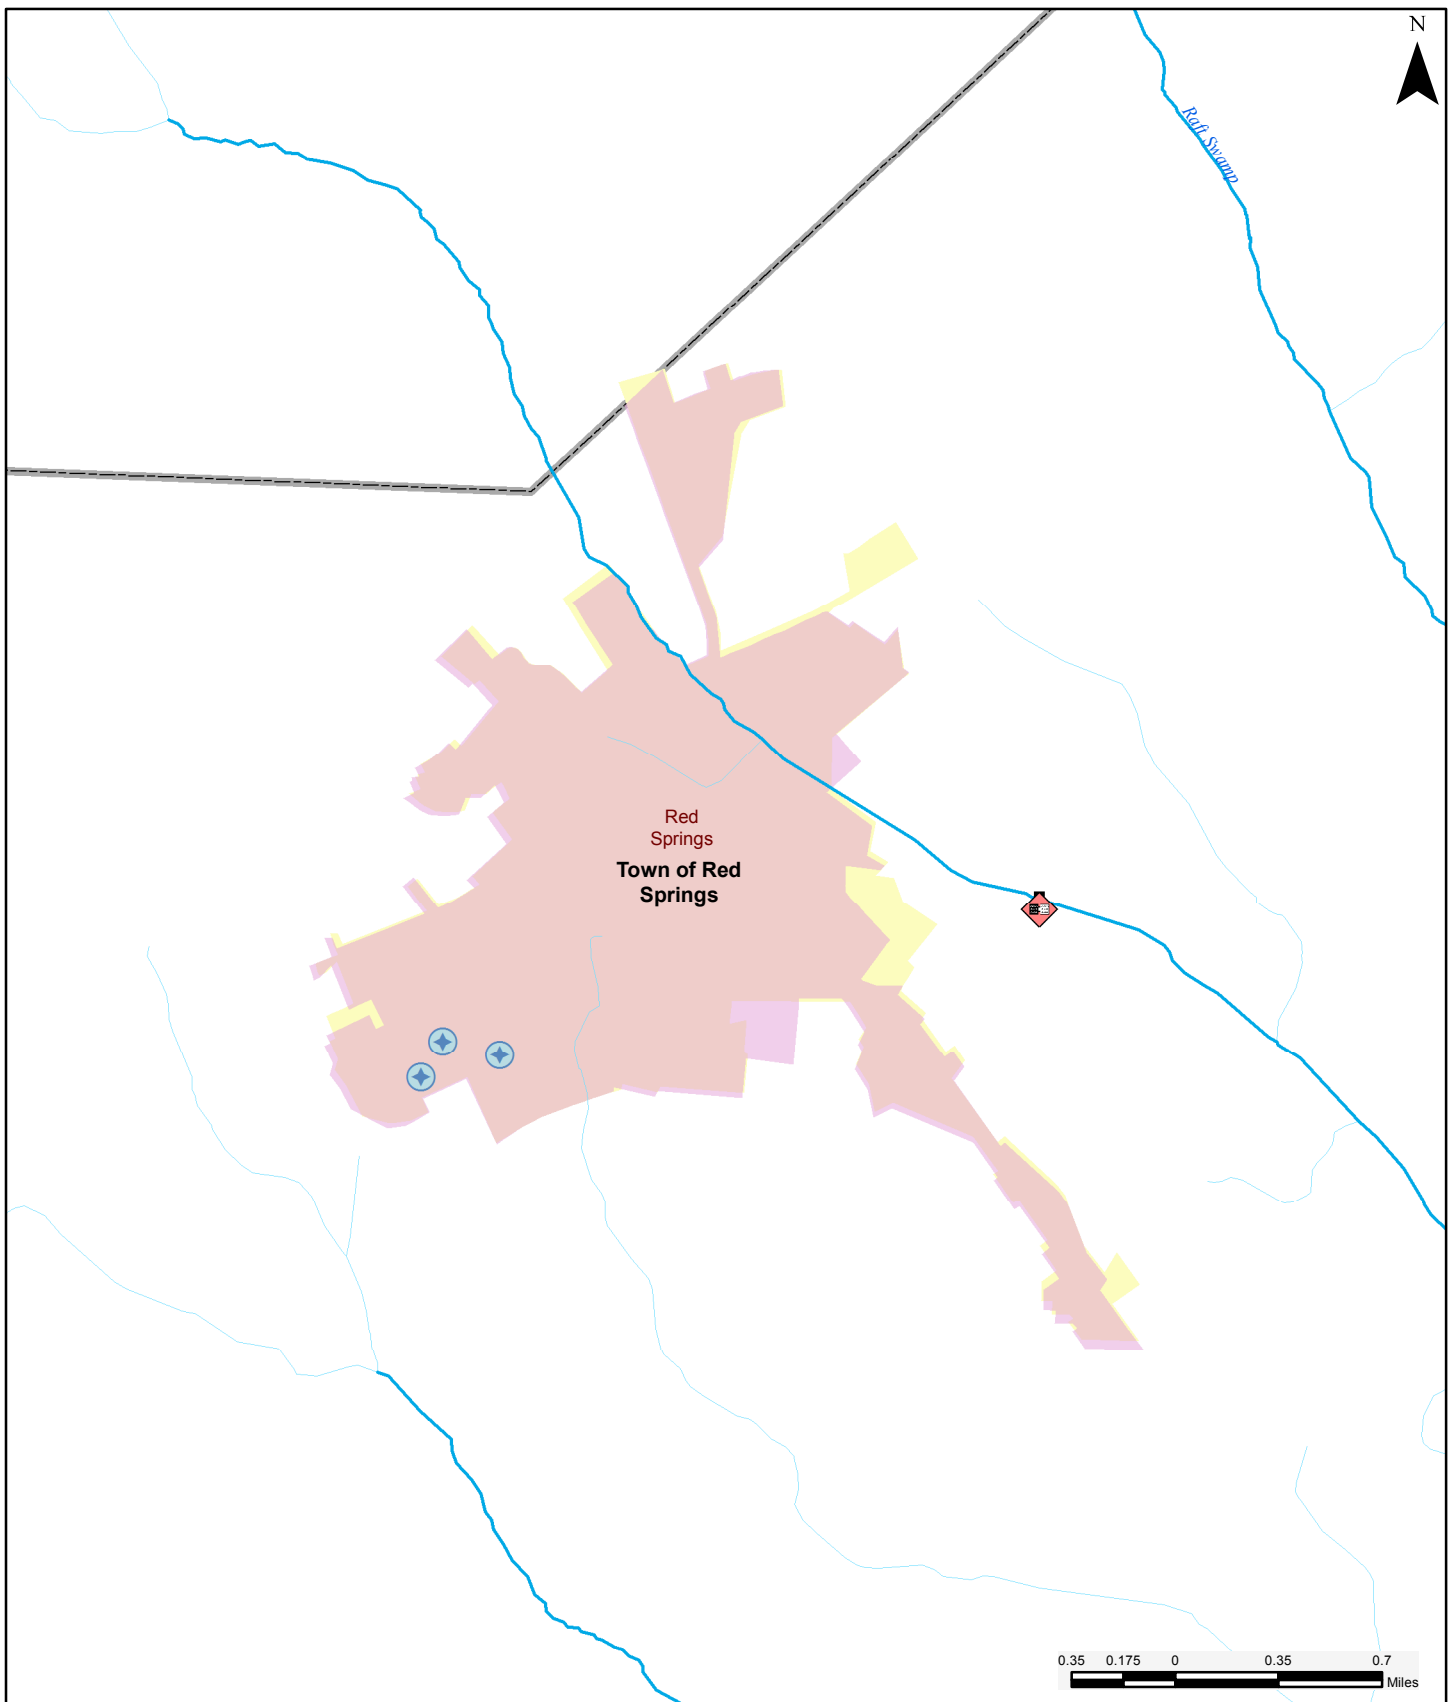 N
Raft Swamp
Red
Springs
Town of Red
Springs
0.35 0.175 0 0.35 0.7
Miles